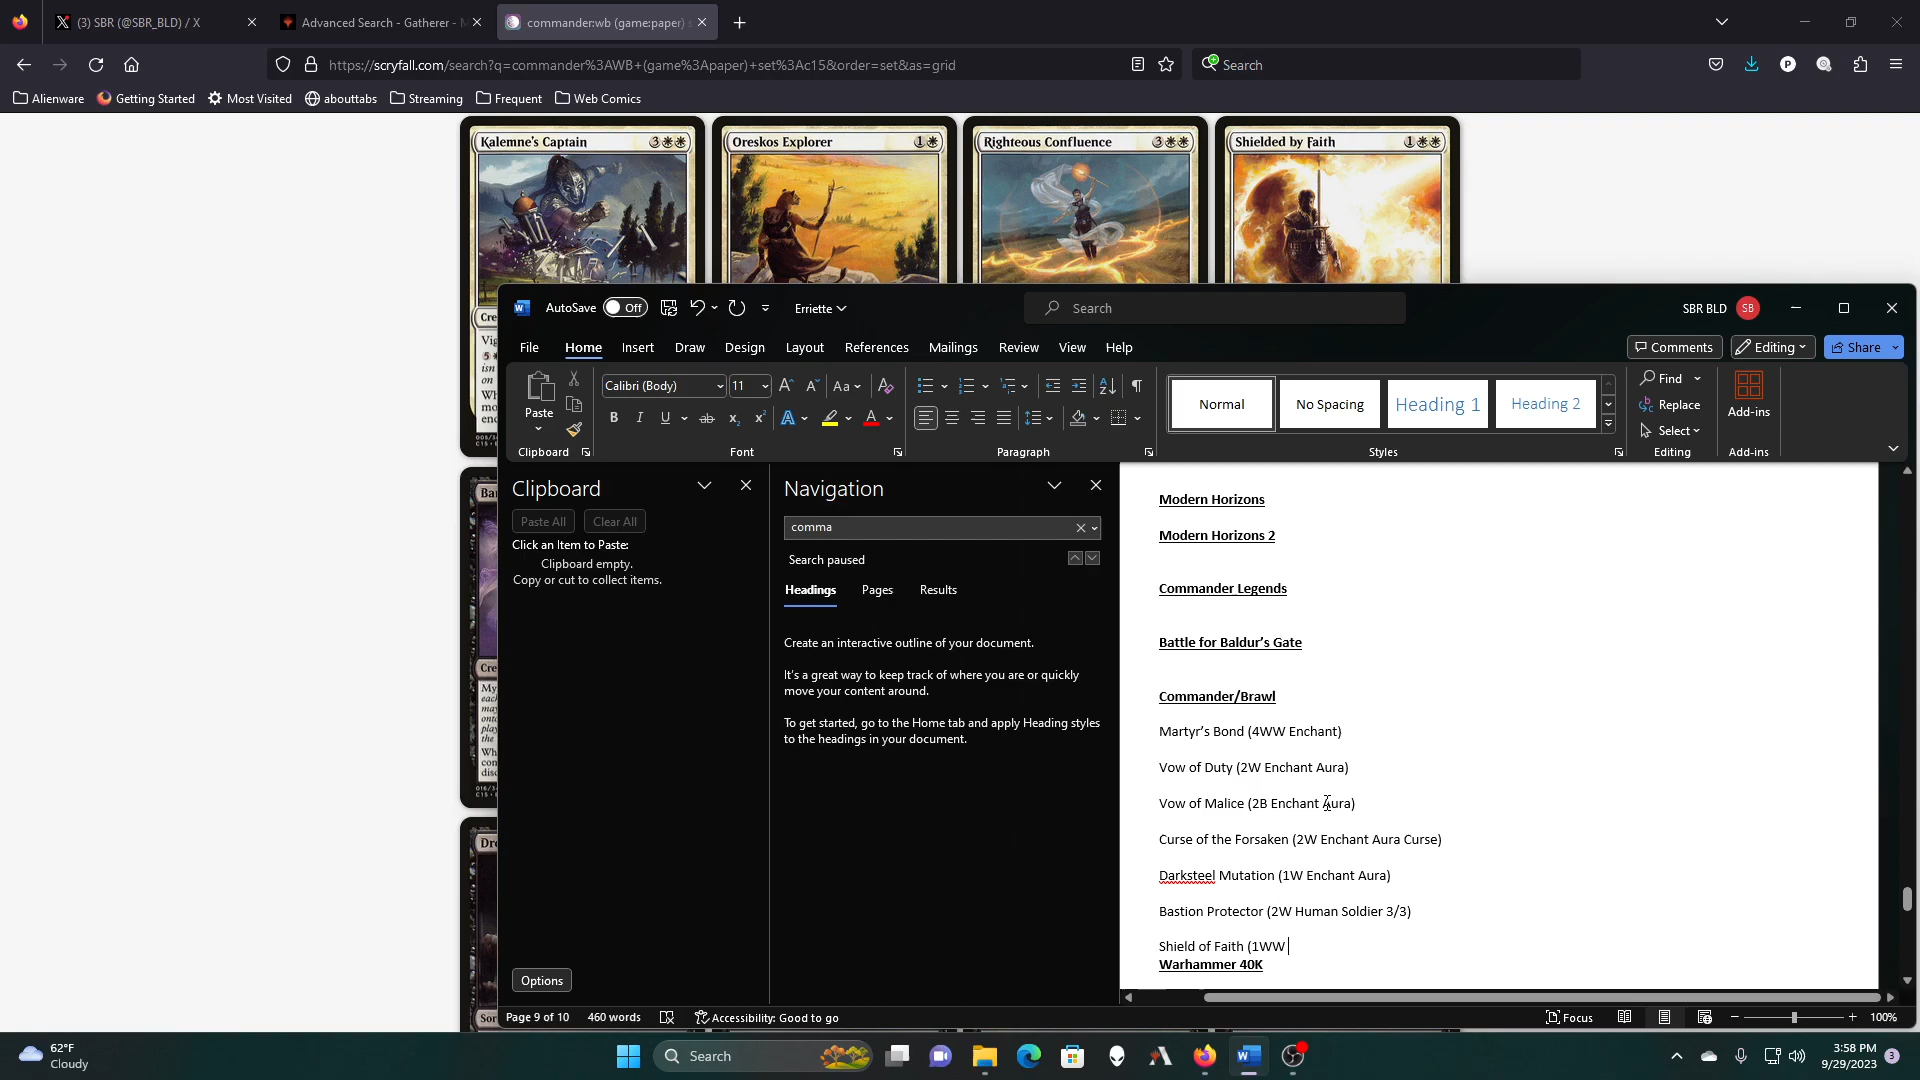 (3) SBR (@SBR_BLD) / X
Advanced Search - Gatherer - M
commander:wb (game:paper) s
https://scryfall.com/search?q=commander%3AWB+(game%3Apaper)+set%3Ac15&order=set&as=grid
Search
Alienware
Getting Started
Most Visited
abouttabs
Streaming
Frequent
Web Comics
Kalemne's Captain 3
Oreskos Explorer 1
Righteous Confluence 3
Shielded by Faith 1
AutoSave Off
Erriette
Search
SBR BLD SB
File Home Insert Draw Design Layout References Mailings Review View Help
Comments
Editing
Share
Paste
Calibri (Body) 11
Normal
No Spacing
Heading 1
Heading 2
Find
Replace
Select
Add-ins
Clipboard Font Paragraph Styles Editing Add-ins
Clipboard
Paste All Clear All
Click an Item to Paste:
Clipboard empty.
Copy or cut to collect items.
Options
Navigation
comma
Search paused
Headings Pages Results
Create an interactive outline of your document.
It's a great way to keep track of where you are or quickly
move your content around.
To get started, go to the Home tab and apply Heading styles
to the headings in your document.
Modern Horizons
Modern Horizons 2
Commander Legends
Battle for Baldur's Gate
Commander/Brawl
Martyr's Bond (4WW Enchant)
Vow of Duty (2W Enchant Aura)
Vow of Malice (2B Enchant Aura)
Curse of the Forsaken (2W Enchant Aura Curse)
Darksteel Mutation (1W Enchant Aura)
Bastion Protector (2W Human Soldier 3/3)
Shield of Faith (1WW
Warhammer 40K
Page 9 of 10 460 words
Accessibility: Good to go
Focus
100%
62°F
Cloudy
Search
3:58 PM
9/29/2023
3